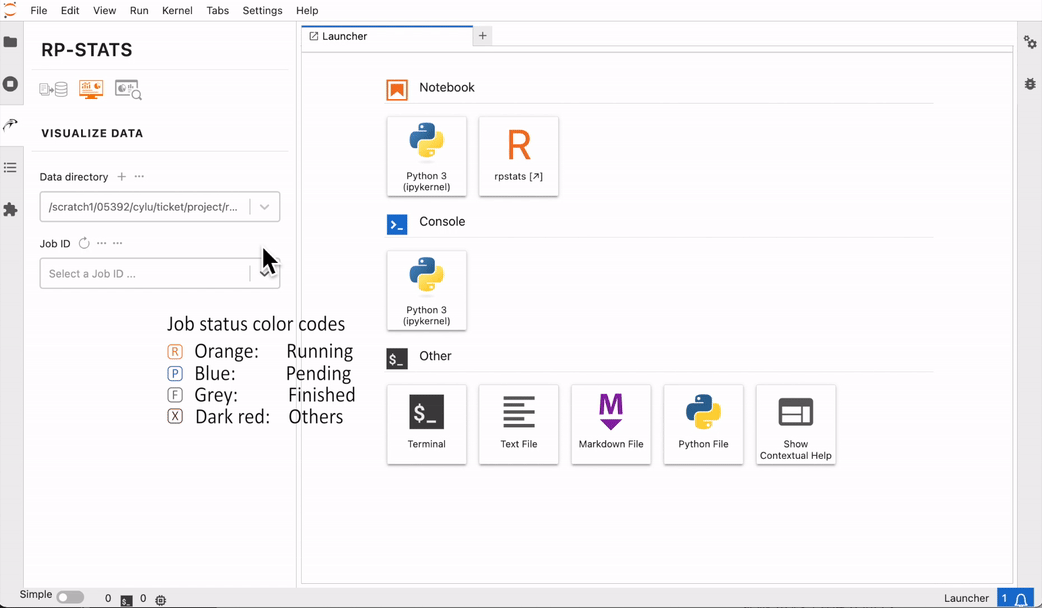 File Edit View Run Kernel Tabs Settings Help
RP-STATS
VISUALIZE DATA
Data directory
/scratch1/05392/cylu/ticket/project/r...
Job ID
Select a Job ID ...
Job status color codes
R Orange: Running
P Blue: Pending
F Grey: Finished
X Dark red: Others
Launcher
Notebook
Python 3
(ipykernel)
R
rpstats [↗]
Console
Python 3
(ipykernel)
Other
$_
Terminal
Text File
M
Markdown File
Python File
Show
Contextual Help
Simple 0 $_ 0
Launcher 1